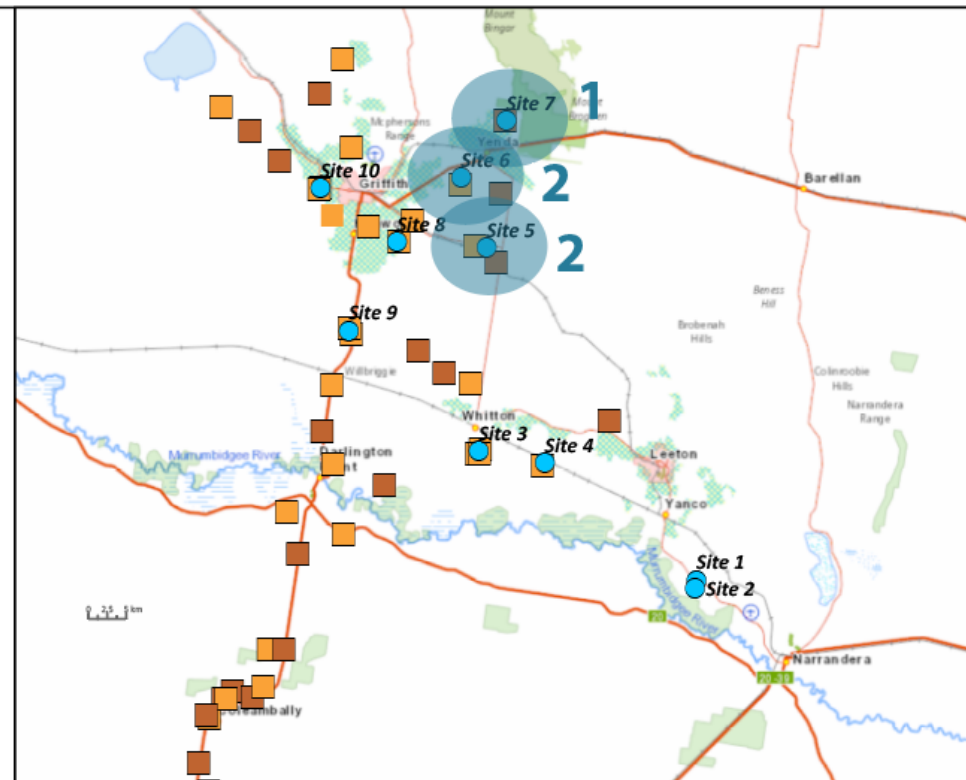 Mount
Bingar
Site 7
1
Mcphersons
Range
Yenda
Site 6
2
Site 10
Griffith
Barellan
Site 8
Site 5
2
Beness
Hill
Site 9
Brobenah
Hills
Willbriggie
Colinroobie
Hills
Narrandera
Range
Whitton
Site 3
Site 4
Leeton
Murrumbidgee River
Darlington
Yanco
Site 1
Site 2
Murrumbidgee River
0 2.5 5 km
20
Narrandera
20-39